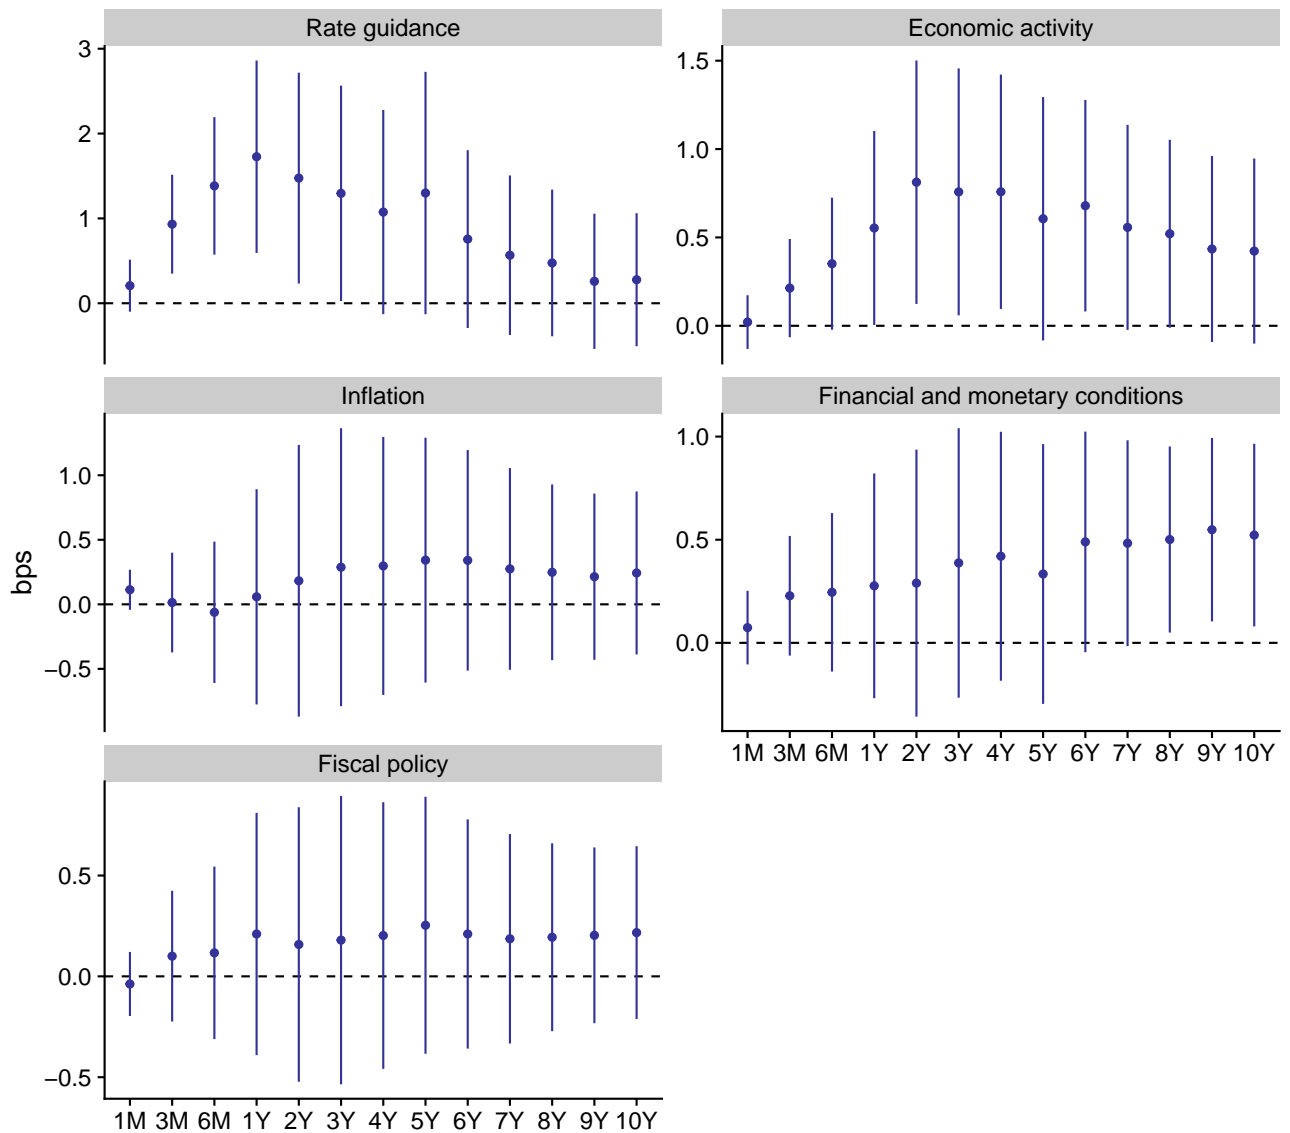 Rate guidance
3
2
1
0
Economic activity
1.5
1.0
0.5
0.0
Inflation
1.0
0.5
0.0
−0.5
Financial and monetary conditions
1.0
0.5
0.0
1M 3M 6M 1Y 2Y 3Y 4Y 5Y 6Y 7Y 8Y 9Y 10Y
Fiscal policy
0.5
0.0
−0.5
1M 3M 6M 1Y 2Y 3Y 4Y 5Y 6Y 7Y 8Y 9Y 10Y
bps